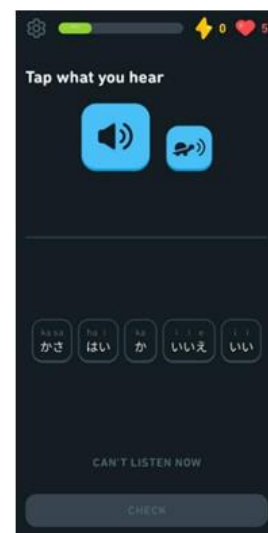 0 5
Tap what you hear
kasa hai ka iie ii
かさ はい か いいえ いい
CAN'T LISTEN NOW
CHECK